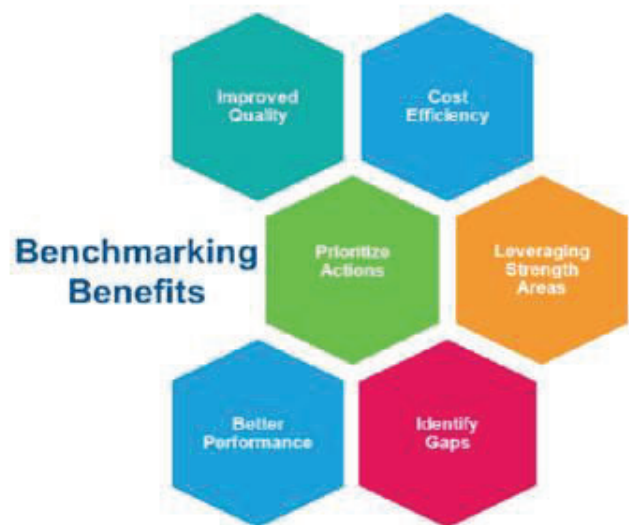 Improved
Quality
Cost
Efficiency
Benchmarking
Benefits
Prioritize
Actions
Leveraging
Strength
Areas
Better
Performance
Identify
Gaps